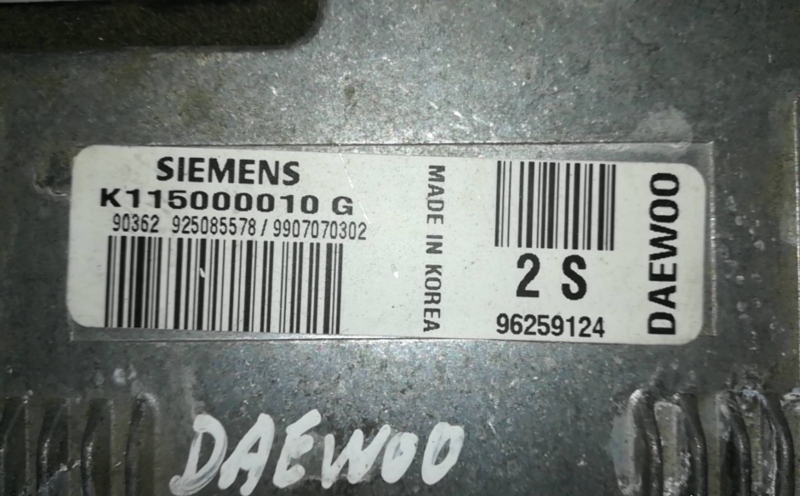 SIEMENS
K115000010 G
90362 925085578 / 9907070302
MADE IN KOREA
2 S
96259124
DAEWOO
DAEWOO